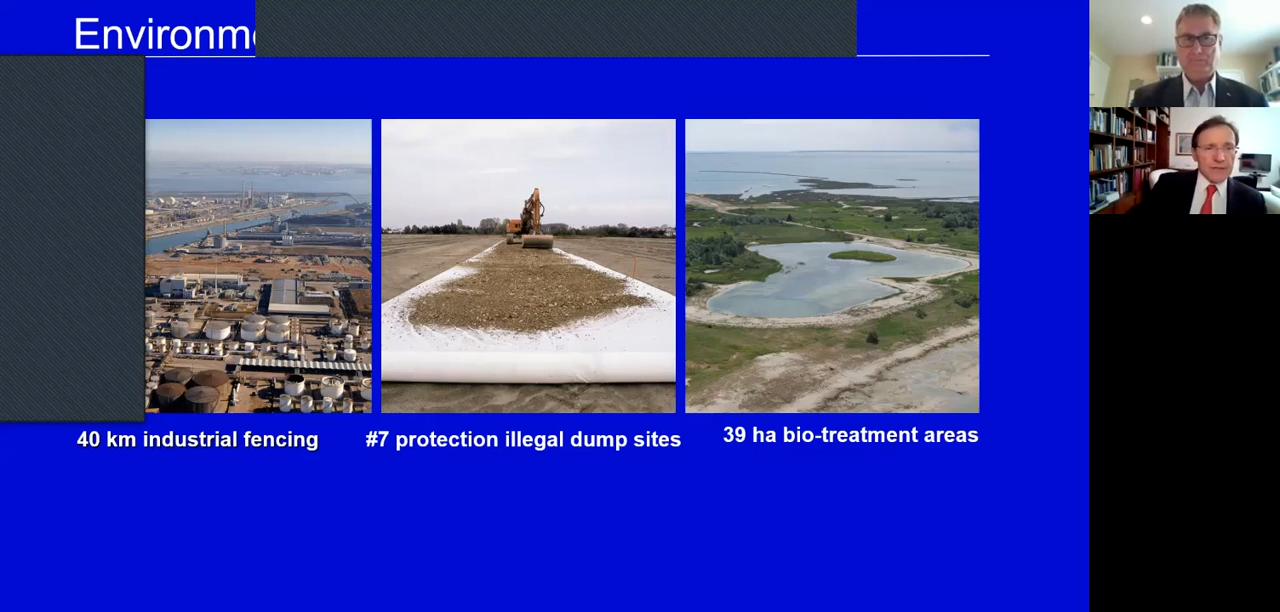 Environm
40 km industrial fencing
#7 protection illegal dump sites
39 ha bio-treatment areas